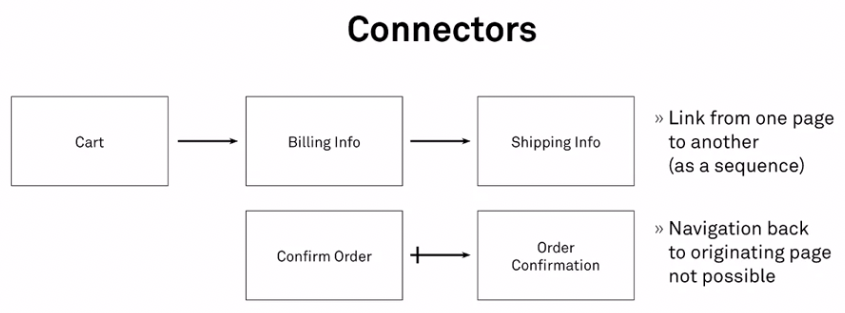 Connectors
Cart
Billing Info
Shipping Info
» Link from one page
to another
(as a sequence)
Confirm Order
Order
Confirmation
» Navigation back
to originating page
not possible